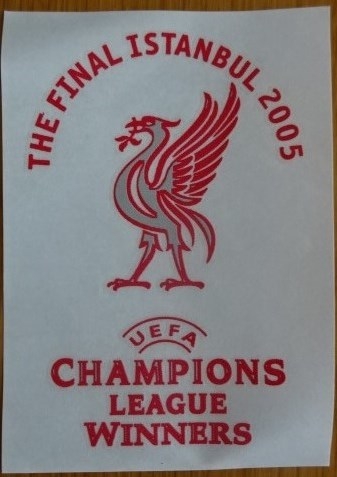 THE FINAL ISTANBUL 2005
UEFA
CHAMPIONS
LEAGUE
WINNERS